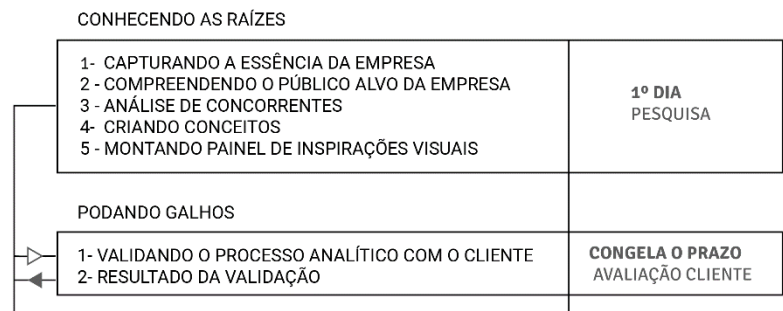 CONHECENDO AS RAÍZES
1- CAPTURANDO A ESSÊNCIA DA EMPRESA
2 - COMPREENDENDO O PÚBLICO ALVO DA EMPRESA
3 - ANÁLISE DE CONCORRENTES
4- CRIANDO CONCEITOS
5 - MONTANDO PAINEL DE INSPIRAÇÕES VISUAIS
1º DIA
PESQUISA
PODANDO GALHOS
1- VALIDANDO O PROCESSO ANALÍTICO COM O CLIENTE
2- RESULTADO DA VALIDAÇÃO
CONGELA O PRAZO
AVALIAÇÃO CLIENTE